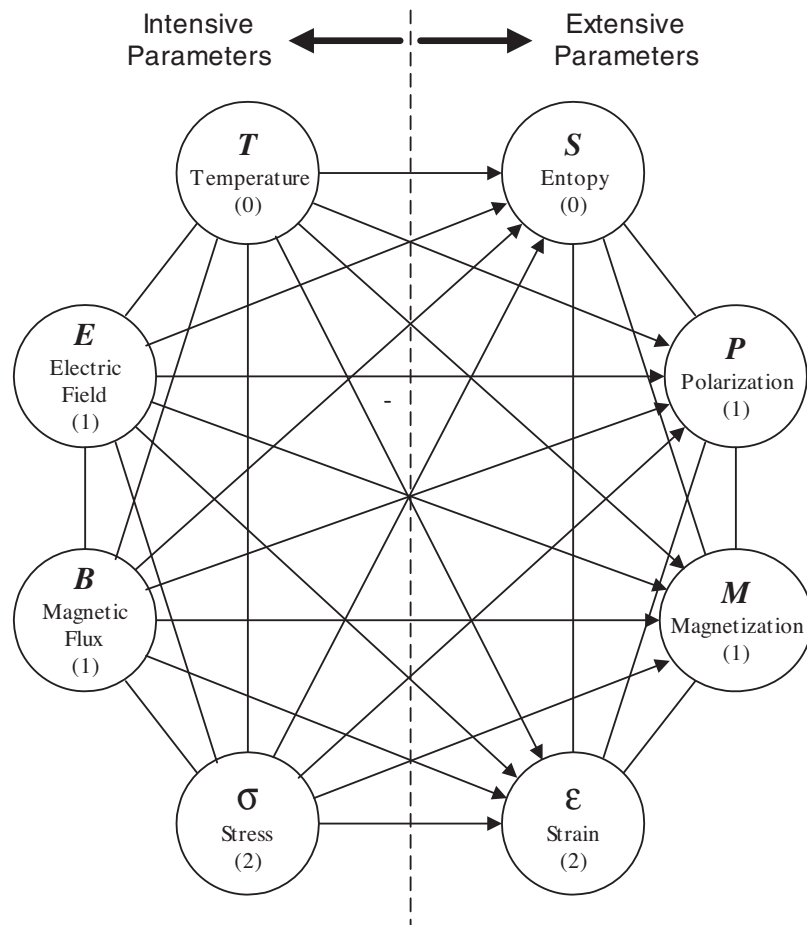 Intensive
Parameters
Extensive
Parameters
T
Temperature
(0)
S
Entopy
(0)
E
Electric
Field
(1)
P
Polarization
(1)
-
B
Magnetic
Flux
(1)
M
Magnetization
(1)
σ
Stress
(2)
ε
Strain
(2)